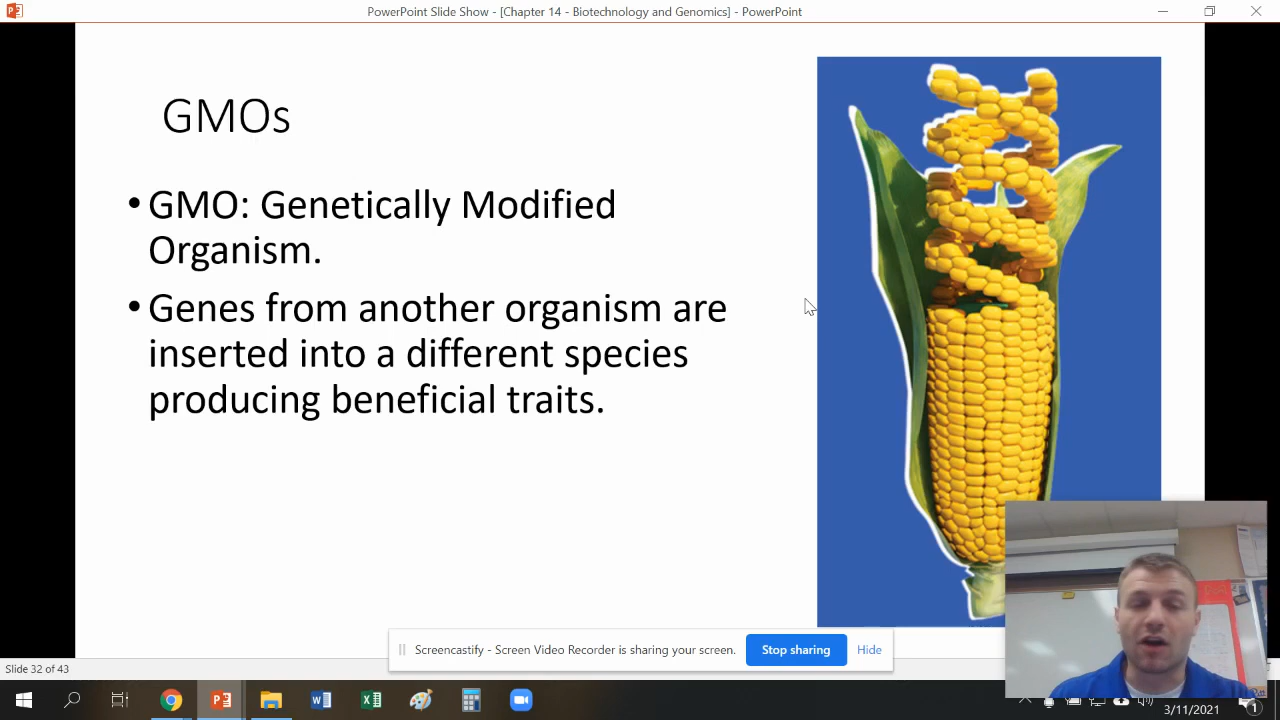 PowerPoint Slide Show - [Chapter 14 - Biotechnology and Genomics] - PowerPoint
GMOs
• GMO: Genetically Modified
Organism.
• Genes from another organism are
inserted into a different species
producing beneficial traits.
Screencastify - Screen Video Recorder is sharing your screen.
Stop sharing
Hide
Slide 32 of 43
3/11/2021
1